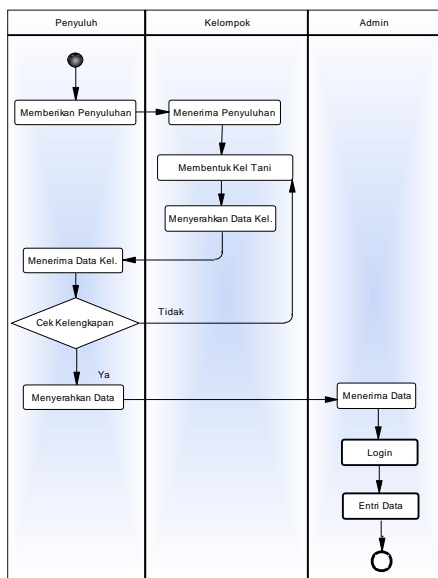 Penyuluh
Kelompok
Admin
Memberikan Penyuluhan
Menerima Penyuluhan
Membentuk Kel Tani
Menyerahkan Data Kel.
Menerima Data Kel.
Cek Kelengkapan
Tidak
Ya
Menyerahkan Data
Menerima Data
Login
Entri Data